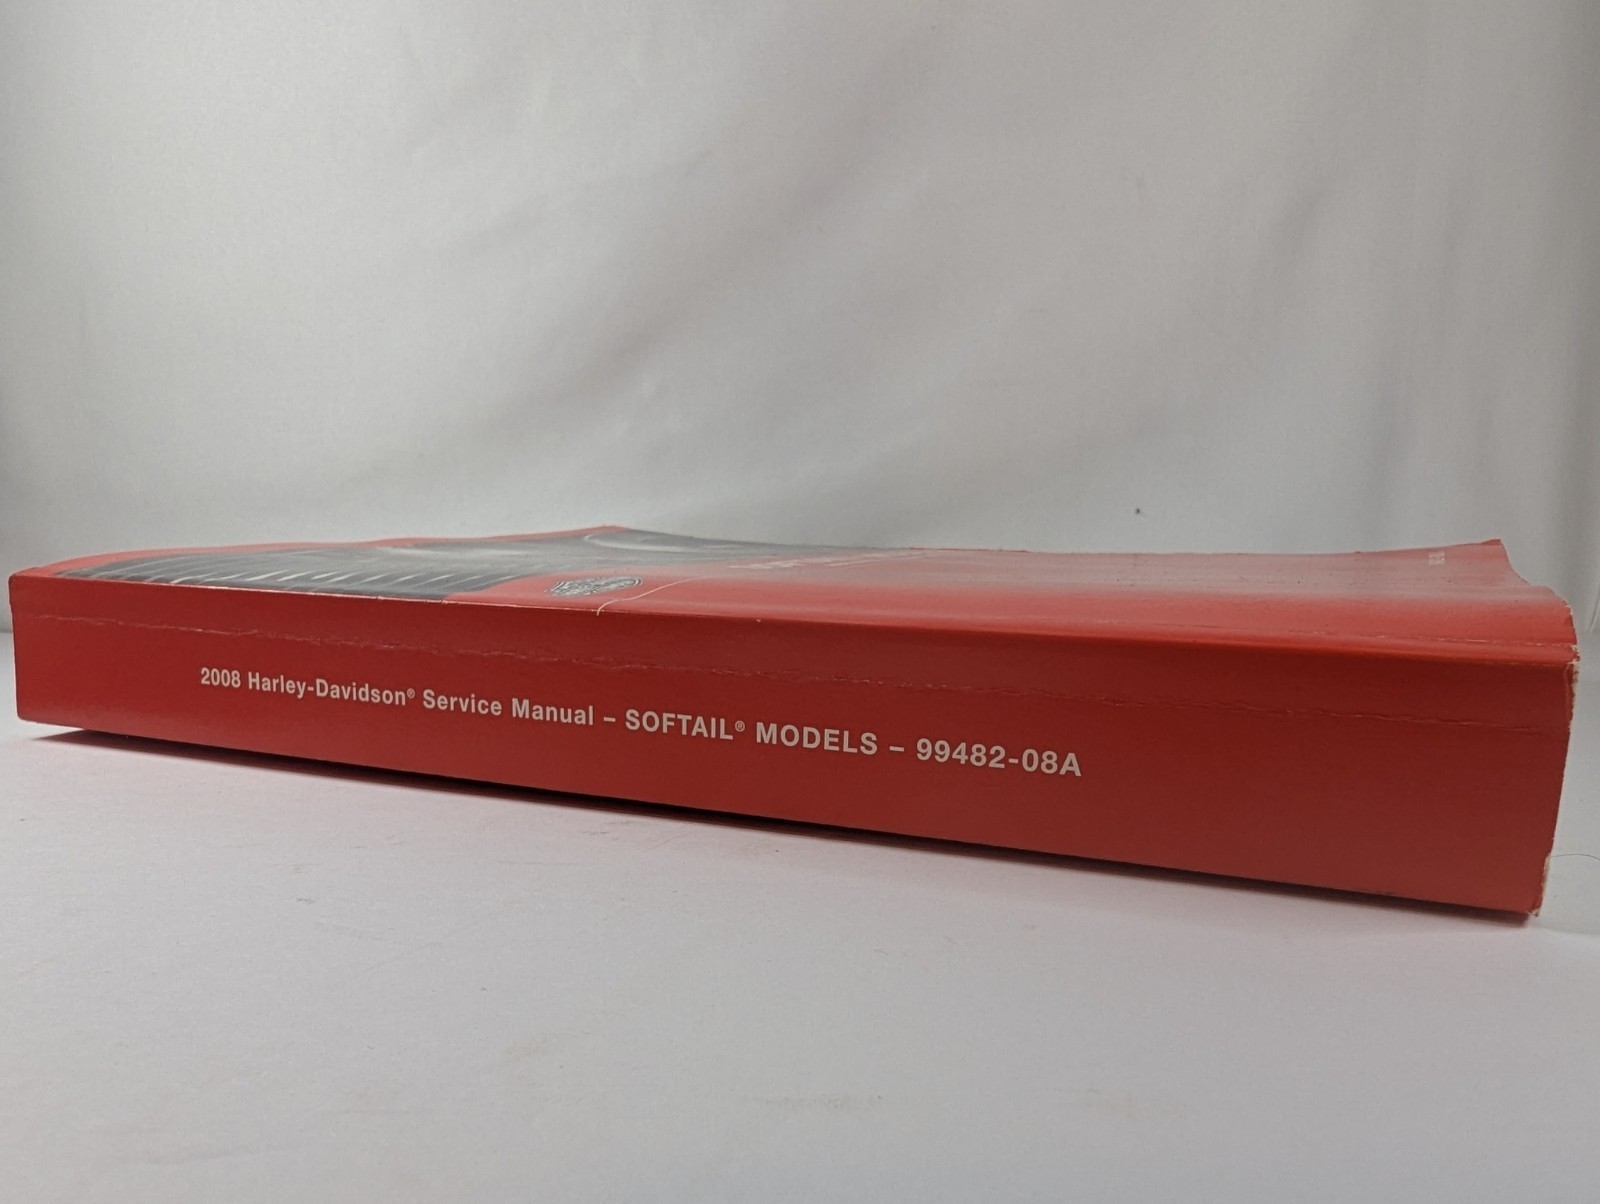 2008 Harley-Davidson® Service Manual – SOFTAIL® MODELS – 99482-08A